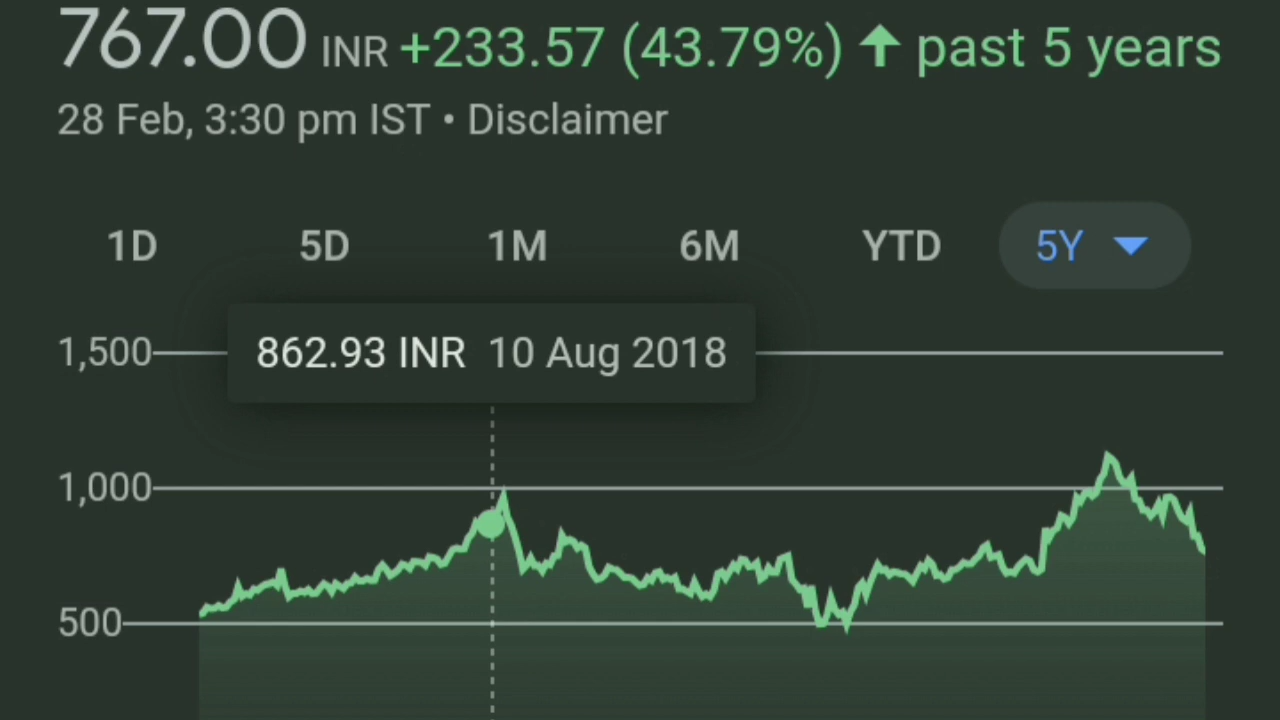 767.00 INR +233.57 (43.79%) ↑ past 5 years
28 Feb, 3:30 pm IST • Disclaimer
1D 5D 1M 6M YTD 5Y
862.93 INR 10 Aug 2018
1,500
1,000
500